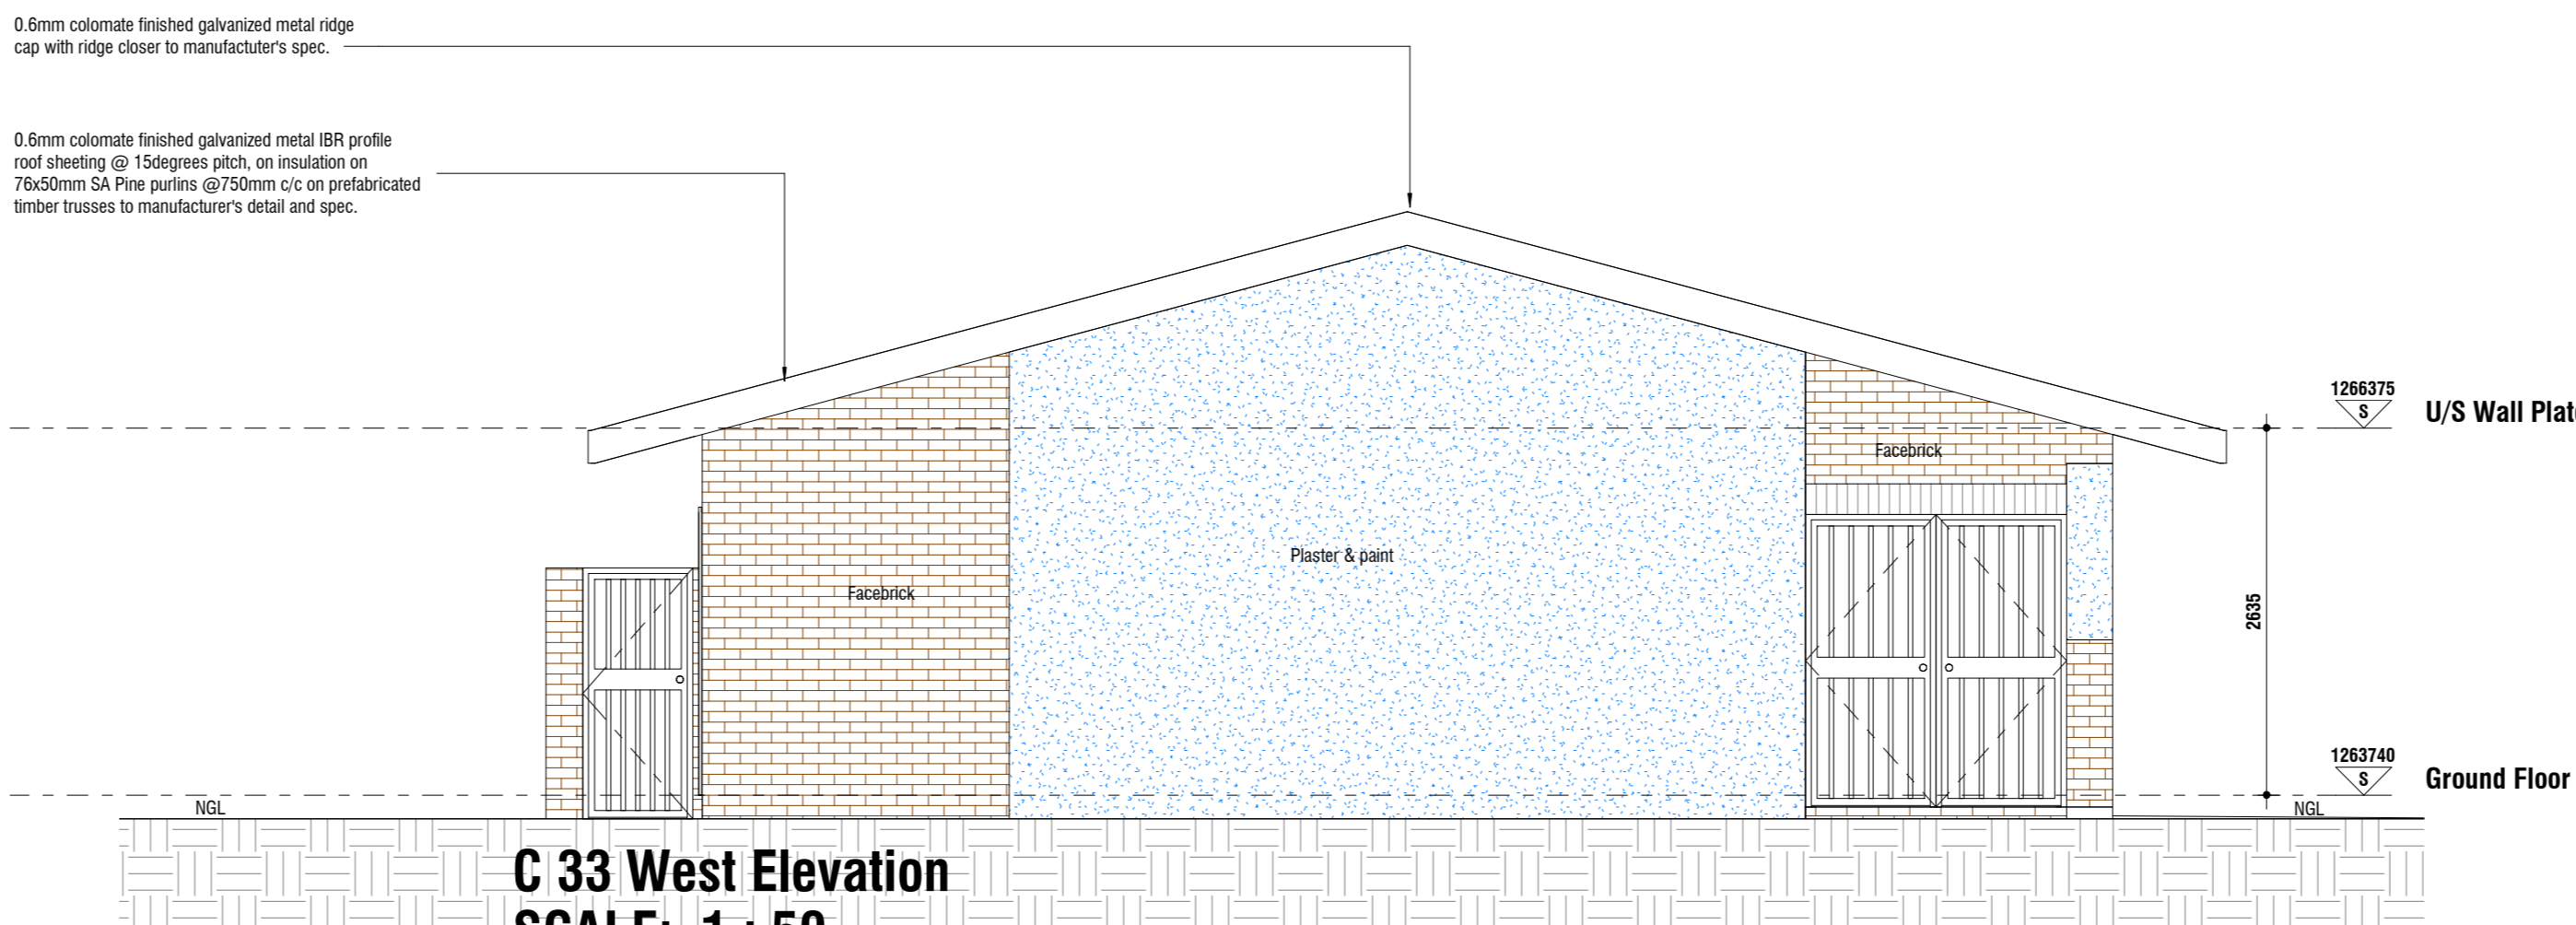 0.6mm colomate finished galvanized metal ridge
cap with ridge closer to manufactuter's spec.
0.6mm colomate finished galvanized metal IBR profile
roof sheeting @ 15degrees pitch, on insulation on
76x50mm SA Pine purlins @750mm c/c on prefabricated
timber trusses to manufacturer's detail and spec.
1266375
S
U/S Wall Plat
Facebrick
Plaster & paint
Facebrick
2635
1263740
S
Ground Floor
NGL
NGL
C 33 West Elevation
SCALE: 1 : 50